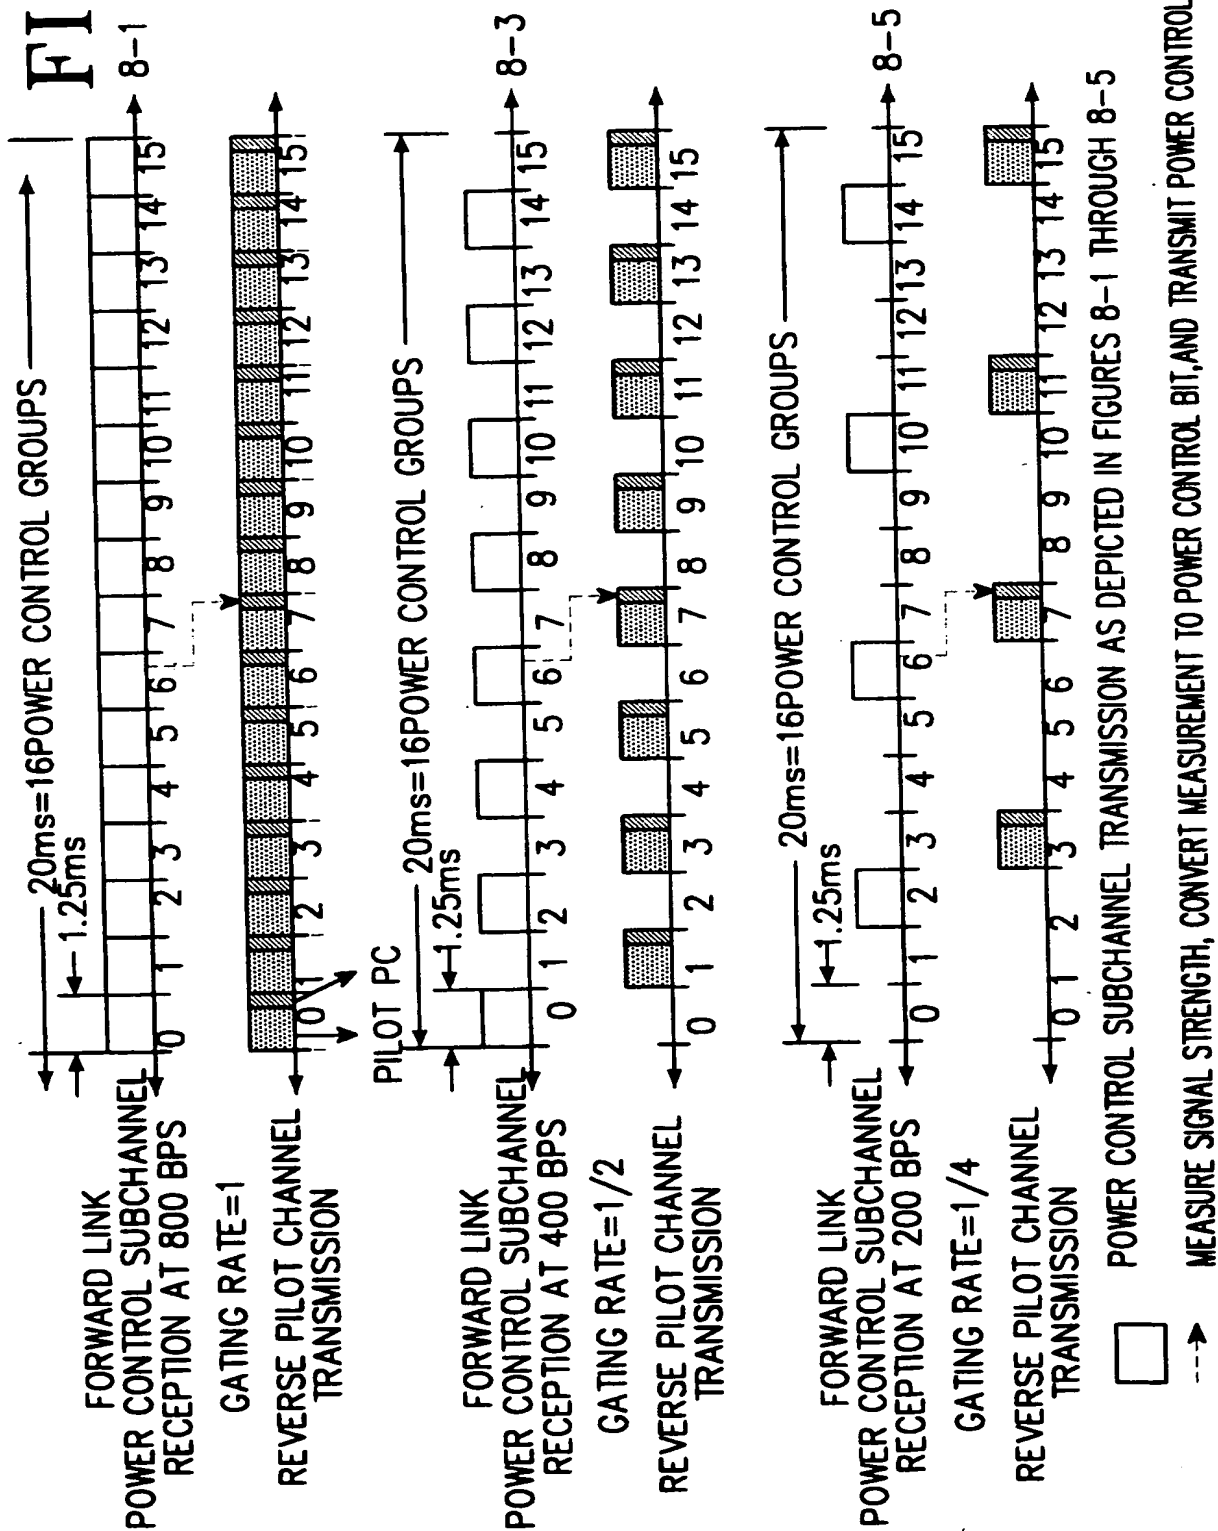 FI
8-1
20ms=16POWER CONTROL GROUPS
1.25ms
FORWARD LINK
POWER CONTROL SUBCHANNEL
RECEPTION AT 800 BPS
0 1 2 3 4 5 6 7 8 9 10 11 12 13 14 15
GATING RATE=1
REVERSE PILOT CHANNEL
TRANSMISSION
0 1 2 3 4 5 6 7 8 9 10 11 12 13 14 15
PILOT PC
8-3
20ms=16POWER CONTROL GROUPS
1.25ms
FORWARD LINK
POWER CONTROL SUBCHANNEL
RECEPTION AT 400 BPS
0 1 2 3 4 5 6 7 8 9 10 11 12 13 14 15
GATING RATE=1/2
REVERSE PILOT CHANNEL
TRANSMISSION
0 1 2 3 4 5 6 7 8 9 10 11 12 13 14 15
8-5
20ms=16POWER CONTROL GROUPS
1.25ms
FORWARD LINK
POWER CONTROL SUBCHANNEL
RECEPTION AT 200 BPS
0 1 2 3 4 5 6 7 8 9 10 11 12 13 14 15
GATING RATE=1/4
REVERSE PILOT CHANNEL
TRANSMISSION
0 1 2 3 4 5 6 7 8 9 10 11 12 13 14 15
POWER CONTROL SUBCHANNEL TRANSMISSION AS DEPICTED IN FIGURES 8-1 THROUGH 8-5
MEASURE SIGNAL STRENGTH, CONVERT MEASUREMENT TO POWER CONTROL BIT,AND TRANSMIT POWER CONTROL